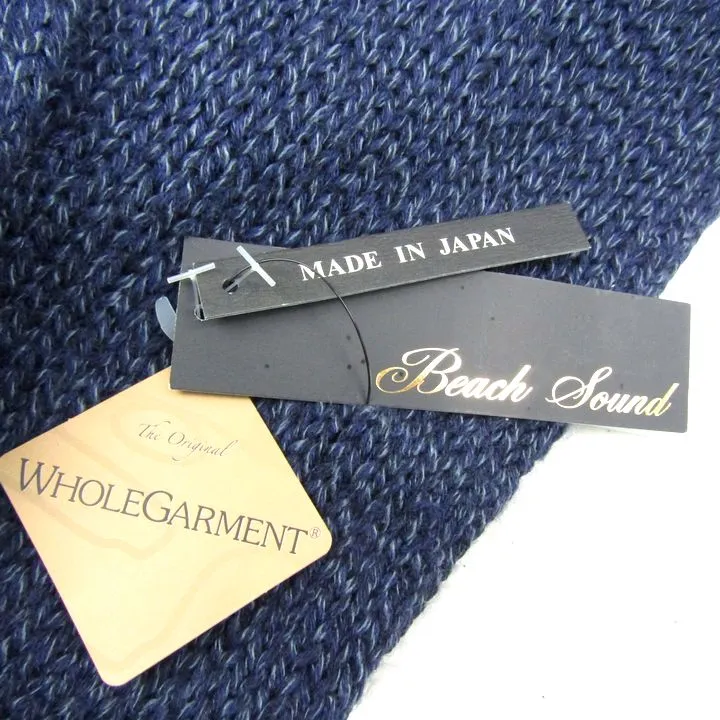 MADE IN JAPAN
Beach Sound
The Original
WHOLEGARMENT®